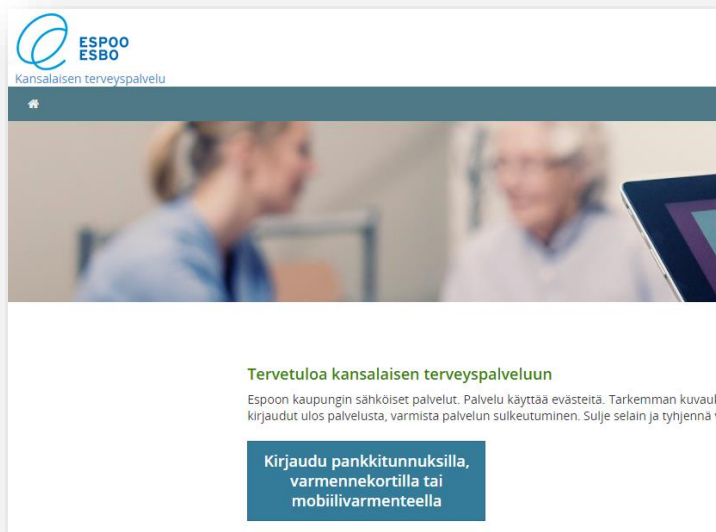 ESPOO
ESBO
Kansalaisen terveyspalvelu
Tervetuloa kansalaisen terveyspalveluun
Espoon kaupungin sähköiset palvelut. Palvelu käyttää evästeitä. Tarkemman
kirjaudut ulos palvelusta, varmista palvelun sulkeutuminen. Sulje selain ja tyhjennä
Kirjaudu pankkitunnuksilla,
varmennekortilla tai
mobiilivarmenteella